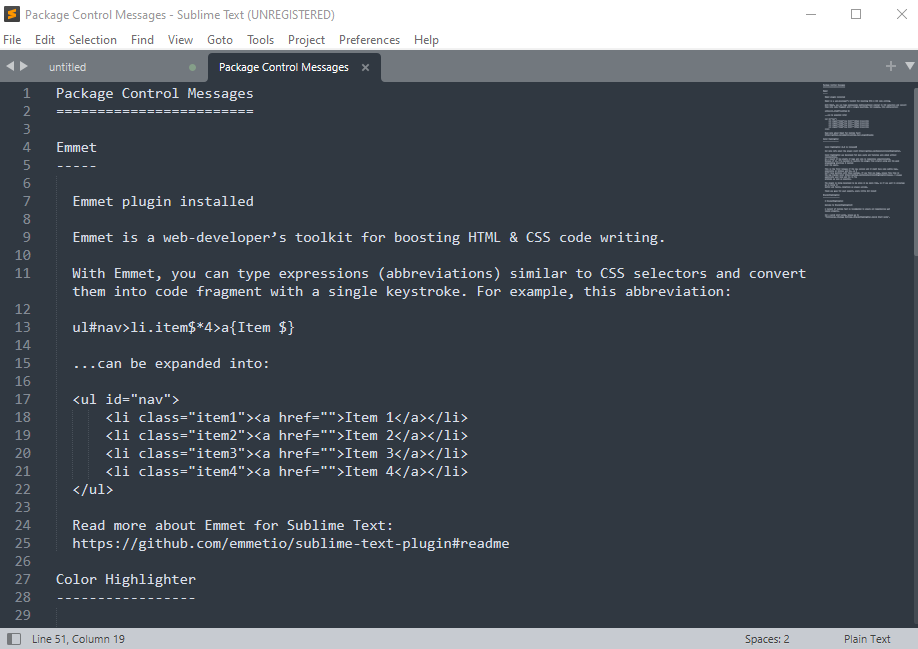 Package Control Messages - Sublime Text (UNREGISTERED)
File Edit Selection Find View Goto Tools Project Preferences Help
untitled Package Control Messages
1 Package Control Messages
2 ========================
3
4 Emmet
5 -----
6
7 Emmet plugin installed
8
9 Emmet is a web-developer’s toolkit for boosting HTML & CSS code writing.
10
11 With Emmet, you can type expressions (abbreviations) similar to CSS selectors and convert
them into code fragment with a single keystroke. For example, this abbreviation:
12
13 ul#nav>li.item$*4>a{Item $}
14
15 ...can be expanded into:
16
17 <ul id="nav">
18 <li class="item1"><a href="">Item 1</a></li>
19 <li class="item2"><a href="">Item 2</a></li>
20 <li class="item3"><a href="">Item 3</a></li>
21 <li class="item4"><a href="">Item 4</a></li>
22 </ul>
23
24 Read more about Emmet for Sublime Text:
25 https://github.com/emmetio/sublime-text-plugin#readme
26
27 Color Highlighter
28 -----------------
29
Line 51, Column 19 Spaces: 2 Plain Text